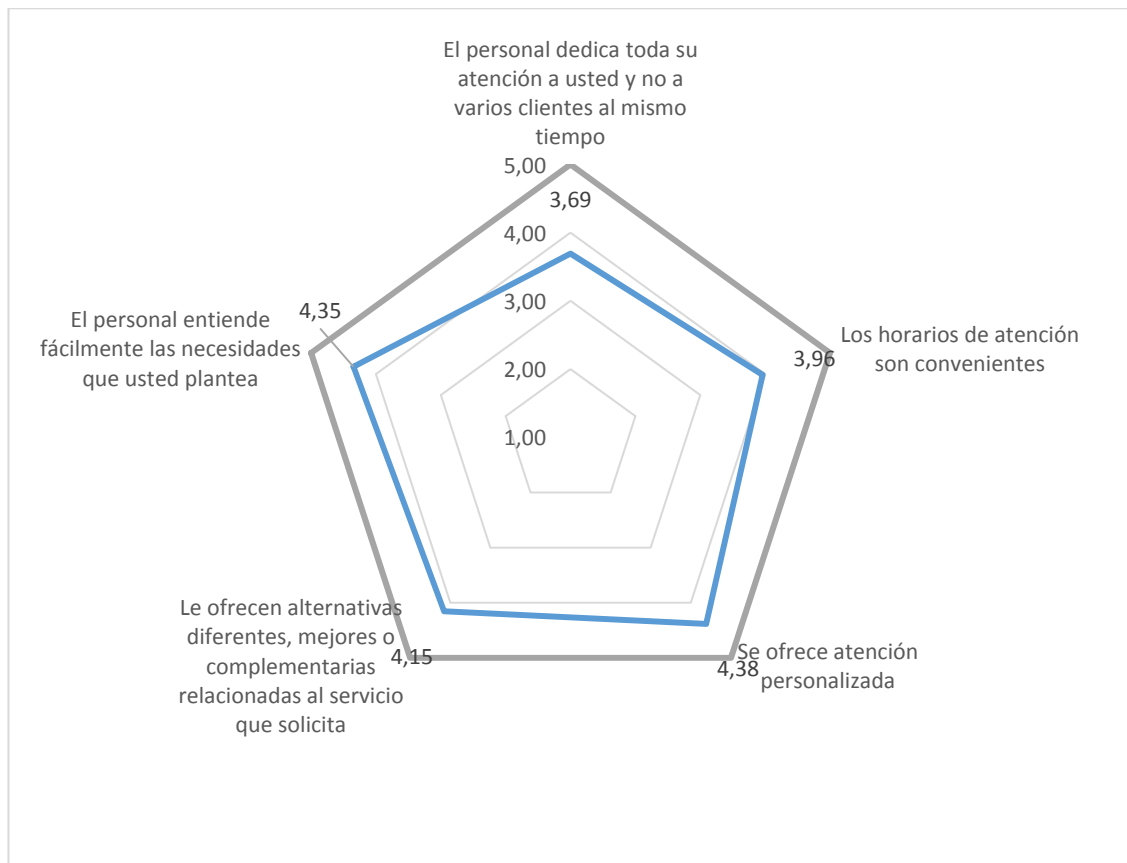 El personal dedica toda su
atención a usted y no a
varios clientes al mismo
tiempo
5,00
3,69
4,00
3,00
2,00
1,00
4,35
El personal entiende
fácilmente las necesidades
que usted plantea
Los horarios de atención
son convenientes
3,96
Le ofrecen alternativas
diferentes, mejores o
complementarias
relacionadas al servicio
que solicita
4,15
Se ofrece atención
personalizada
4,38